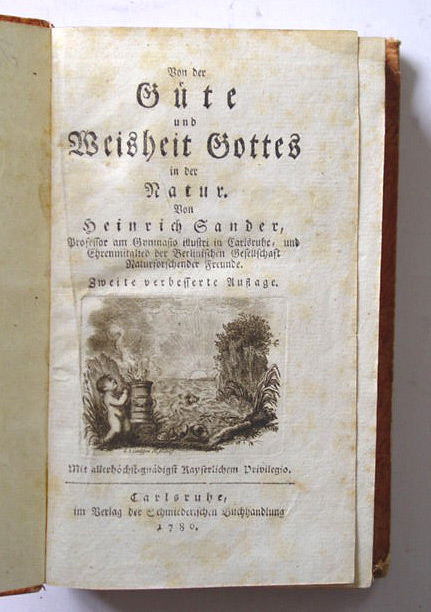 Von der
Güte
und
Weisheit Gottes
in der
Natur.
Von
Heinrich Sander,
Professor am Gymnasio illustri in Carlsruhe, und
Ehrenmitglied der Berlinischen Gesellschaft
Naturforschender Freunde.
Zweite verbesserte Auflage.
Mit allerhöchst-gnädigst Kayserlichem Privilegio.
Carlsruhe,
im Verlag der Schmiederischen Buchhandlung
1780.